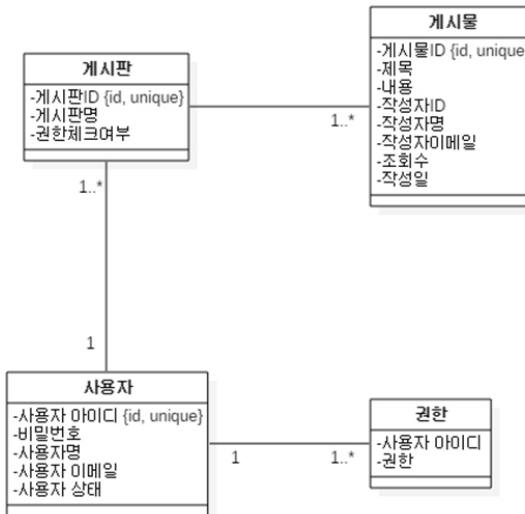 게시판
-게시판ID {id, unique}
-게시판명
-권한체크여부
게시물
-게시물ID {id, unique
-제목
-내용
-작성자ID
-작성자명
-작성자이메일
-조회수
-작성일
1..*
1..*
1
사용자
-사용자 아이디 {id, unique}
-비밀번호
-사용자명
-사용자 이메일
-사용자 상태
1
1..*
권한
-사용자 아이디
-권한